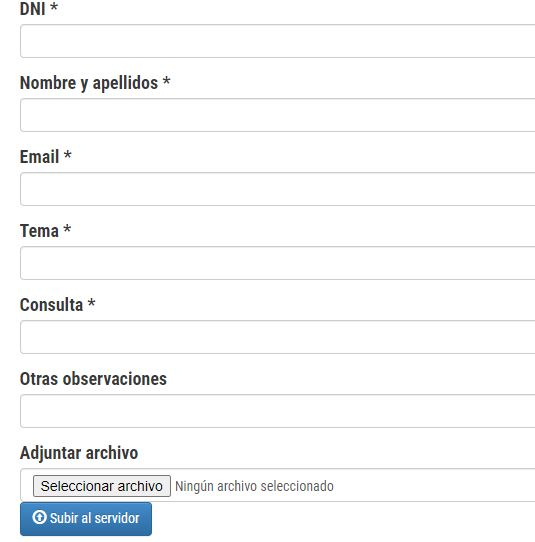 DNI *
Nombre y apellidos *
Email *
Tema *
Consulta *
Otras observaciones
Adjuntar archivo
Seleccionar archivo Ningún archivo seleccionado
Subir al servidor